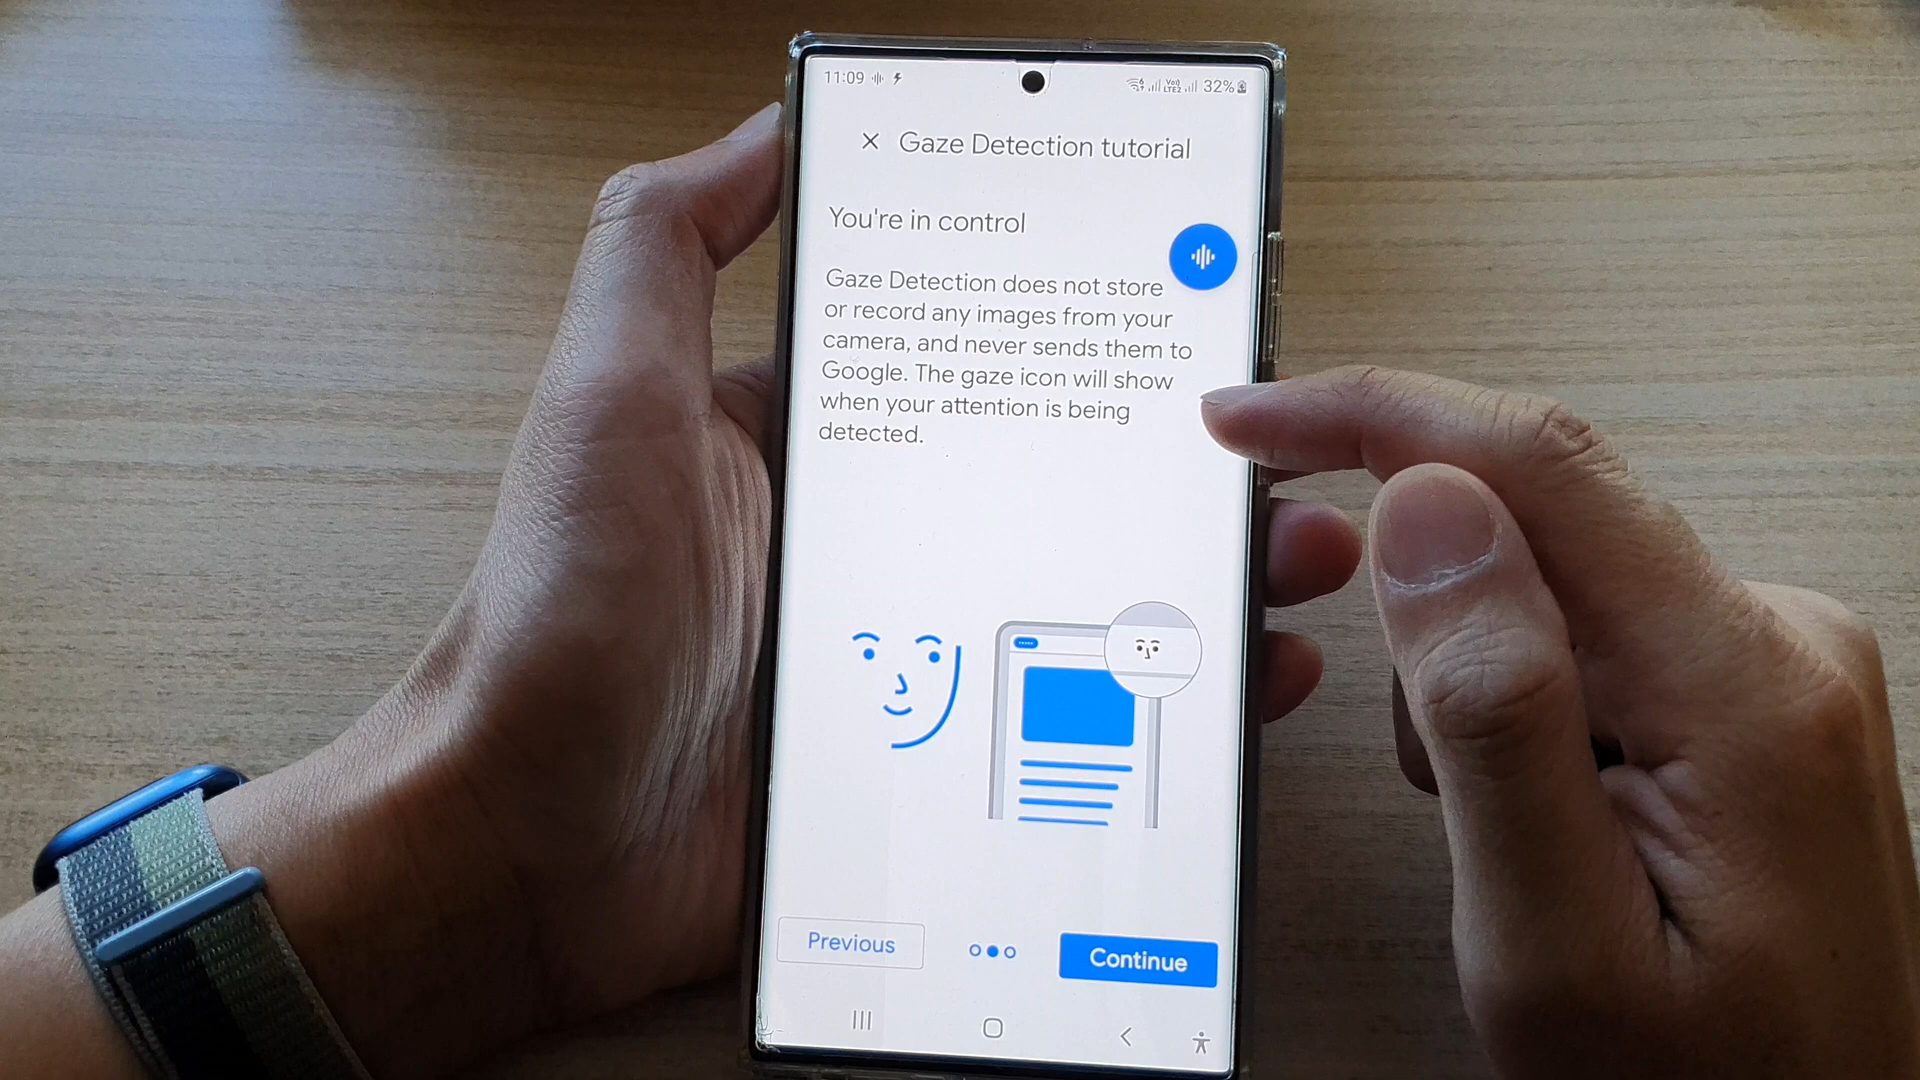 11:09
32%
Gaze Detection tutorial
You're in control
Gaze Detection does not store
or record any images from your
camera, and never sends them to
Google. The gaze icon will show
when your attention is being
detected.
Previous
Continue